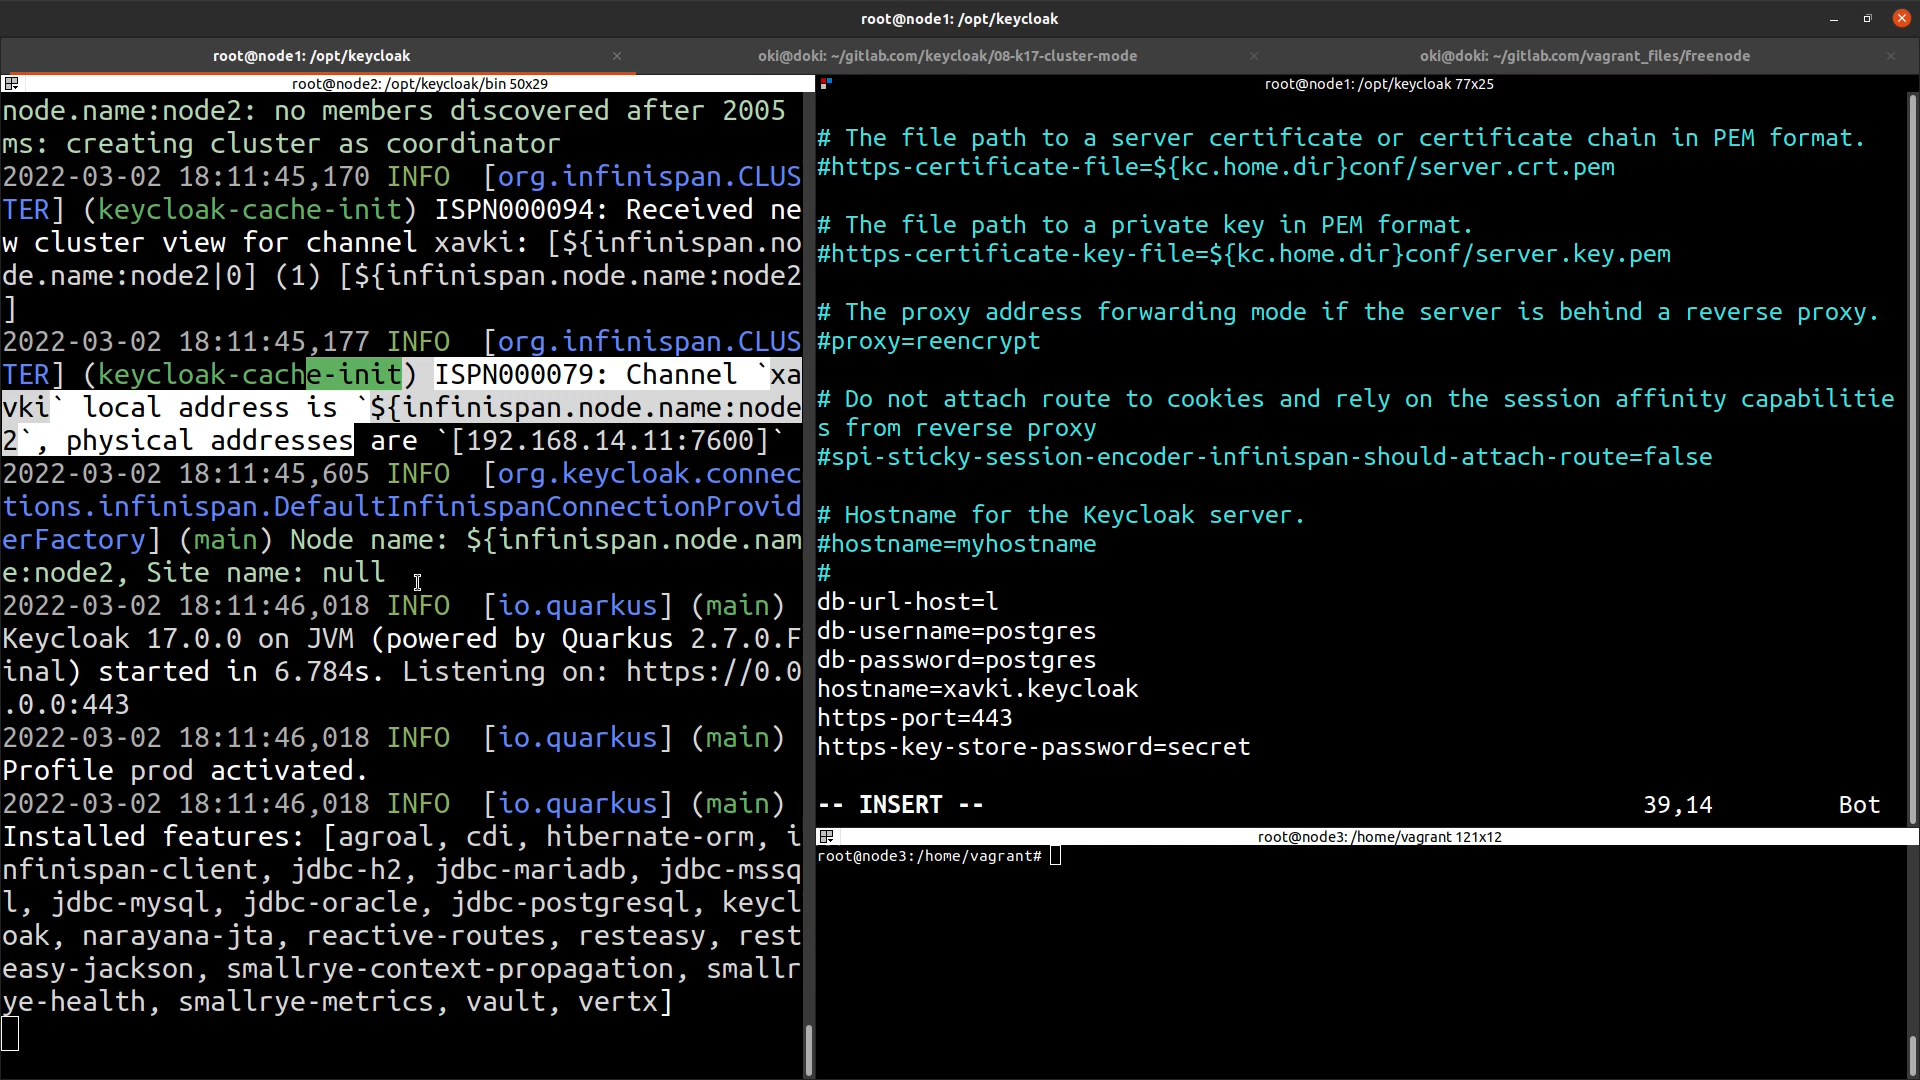 root@node1: /opt/keycloak
root@node1: /opt/keycloak
oki@doki: ~/gitlab.com/keycloak/08-k17-cluster-mode
oki@doki: ~/gitlab.com/vagrant_files/freenode
root@node2: /opt/keycloak/bin 50x29
node.name:node2: no members discovered after 2005
ms: creating cluster as coordinator
2022-03-02 18:11:45,170 INFO  [org.infinispan.CLUS
TER] (keycloak-cache-init) ISPN000094: Received ne
w cluster view for channel xavki: [${infinispan.no
de.name:node2|0] (1) [${infinispan.node.name:node2
]
2022-03-02 18:11:45,177 INFO  [org.infinispan.CLUS
TER] (keycloak-cache-init) ISPN000079: Channel `xa
vki` local address is `${infinispan.node.name:node
2`, physical addresses are `[192.168.14.11:7600]`
2022-03-02 18:11:45,605 INFO  [org.keycloak.connec
tions.infinispan.DefaultInfinispanConnectionProvid
erFactory] (main) Node name: ${infinispan.node.nam
e:node2, Site name: null
2022-03-02 18:11:46,018 INFO  [io.quarkus] (main)
Keycloak 17.0.0 on JVM (powered by Quarkus 2.7.0.F
inal) started in 6.784s. Listening on: https://0.0
.0.0:443
2022-03-02 18:11:46,018 INFO  [io.quarkus] (main)
Profile prod activated.
2022-03-02 18:11:46,018 INFO  [io.quarkus] (main)
Installed features: [agroal, cdi, hibernate-orm, i
nfinispan-client, jdbc-h2, jdbc-mariadb, jdbc-mssq
l, jdbc-mysql, jdbc-oracle, jdbc-postgresql, keycl
oak, narayana-jta, reactive-routes, resteasy, rest
easy-jackson, smallrye-context-propagation, smallr
ye-health, smallrye-metrics, vault, vertx]
root@node1: /opt/keycloak 77x25
# The file path to a server certificate or certificate chain in PEM format.
#https-certificate-file=${kc.home.dir}conf/server.crt.pem
# The file path to a private key in PEM format.
#https-certificate-key-file=${kc.home.dir}conf/server.key.pem
# The proxy address forwarding mode if the server is behind a reverse proxy.
#proxy=reencrypt
# Do not attach route to cookies and rely on the session affinity capabilitie
s from reverse proxy
#spi-sticky-session-encoder-infinispan-should-attach-route=false
# Hostname for the Keycloak server.
#hostname=myhostname
#
db-url-host=l
db-username=postgres
db-password=postgres
hostname=xavki.keycloak
https-port=443
https-key-store-password=secret
-- INSERT -- 39,14 Bot
root@node3: /home/vagrant 121x12
root@node3:/home/vagrant#